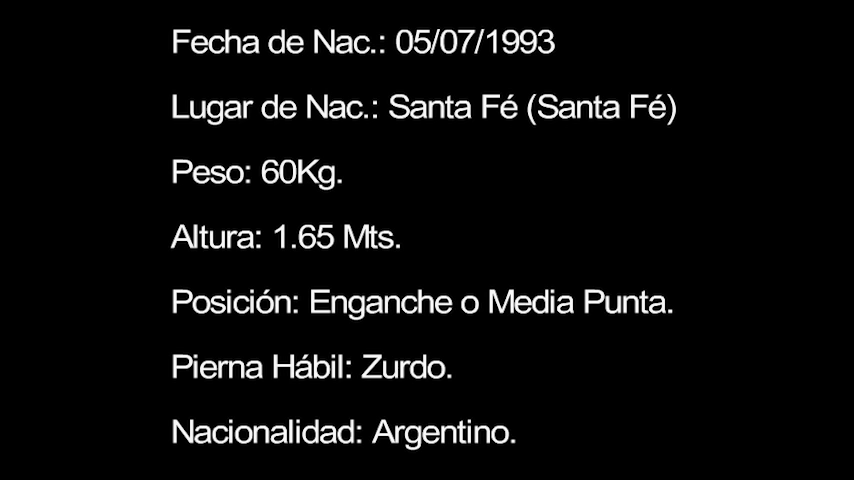 Fecha de Nac.: 05/07/1993
Lugar de Nac.: Santa Fé (Santa Fé)
Peso: 60Kg.
Altura: 1.65 Mts.
Posición: Enganche o Media Punta.
Pierna Hábil: Zurdo.
Nacionalidad: Argentino.